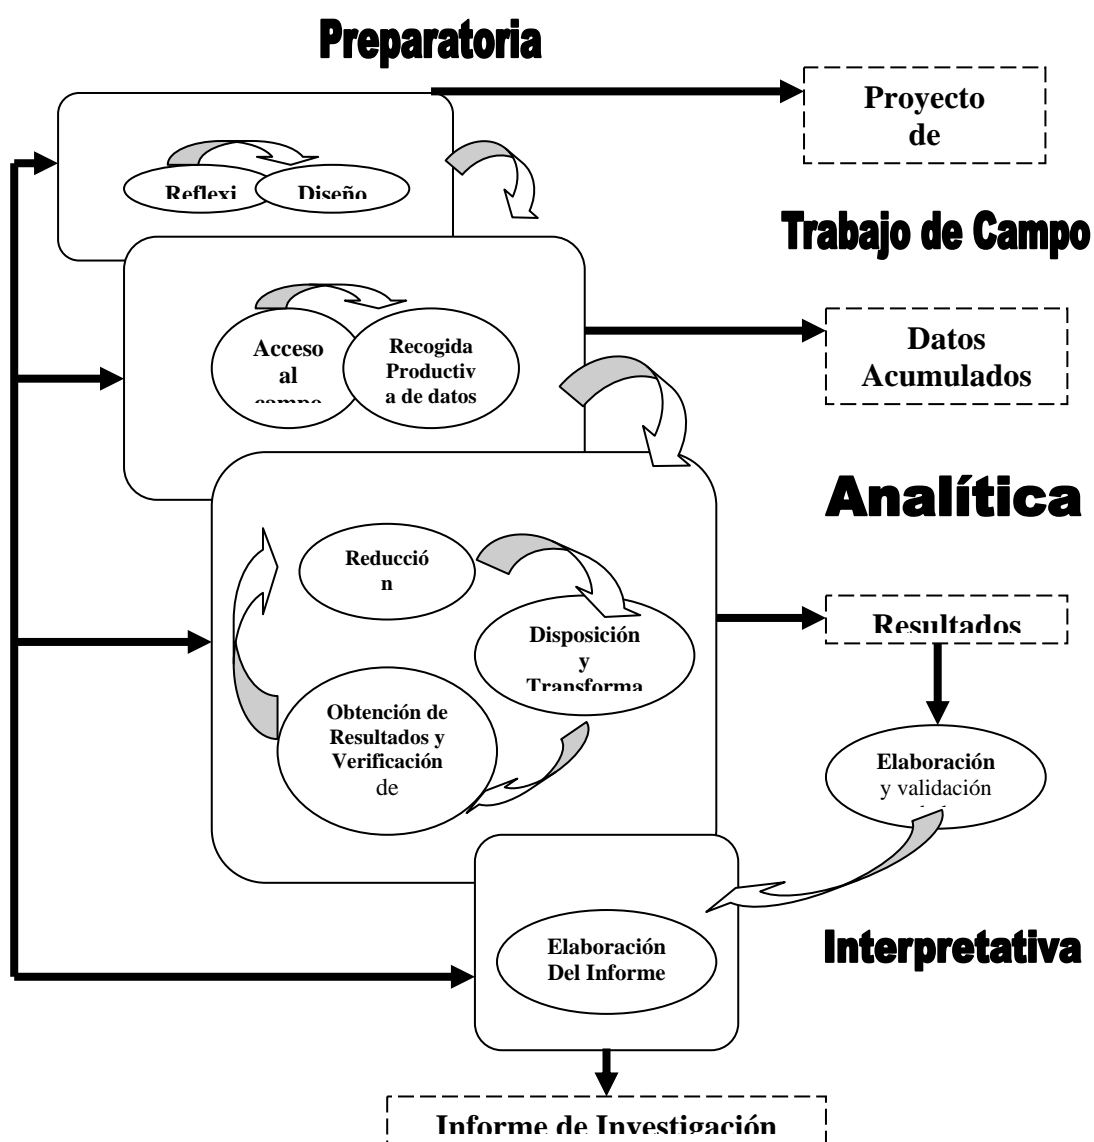 Preparatoria
Proyecto
de
Reflexi
Diseño
Trabajo de Campo
Acceso
al
campo
Recogida
Productiv
a de datos
Datos
Acumulados
Analítica
Reducció
n
Disposición
y
Transforma
Resultados
Obtención de
Resultados y
Verificación
de
Elaboración
y validación
Elaboración
Del Informe
Interpretativa
Informe de Investigación